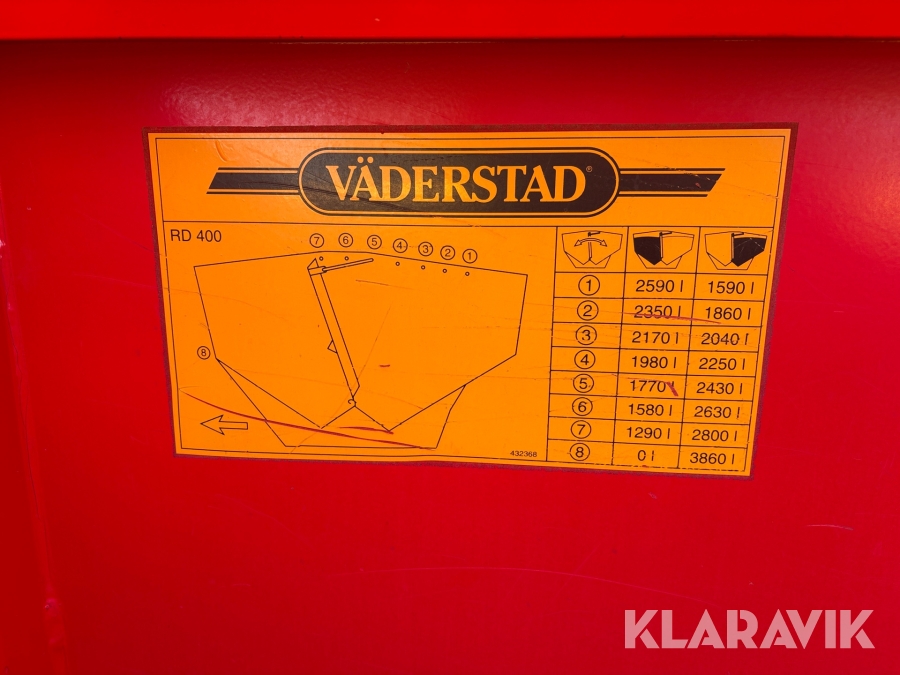 VÄDERSTAD®
RD 400
⑦ ⑥ ⑤ ④ ③ ② ①
⑧
① 2590 l 1590 l
② 2350 l 1860 l
③ 2170 l 2040 l
④ 1980 l 2250 l
⑤ 1770 l 2430 l
⑥ 1580 l 2630 l
⑦ 1290 l 2800 l
⑧ 0 l 3860 l
432368
KLARAVIK